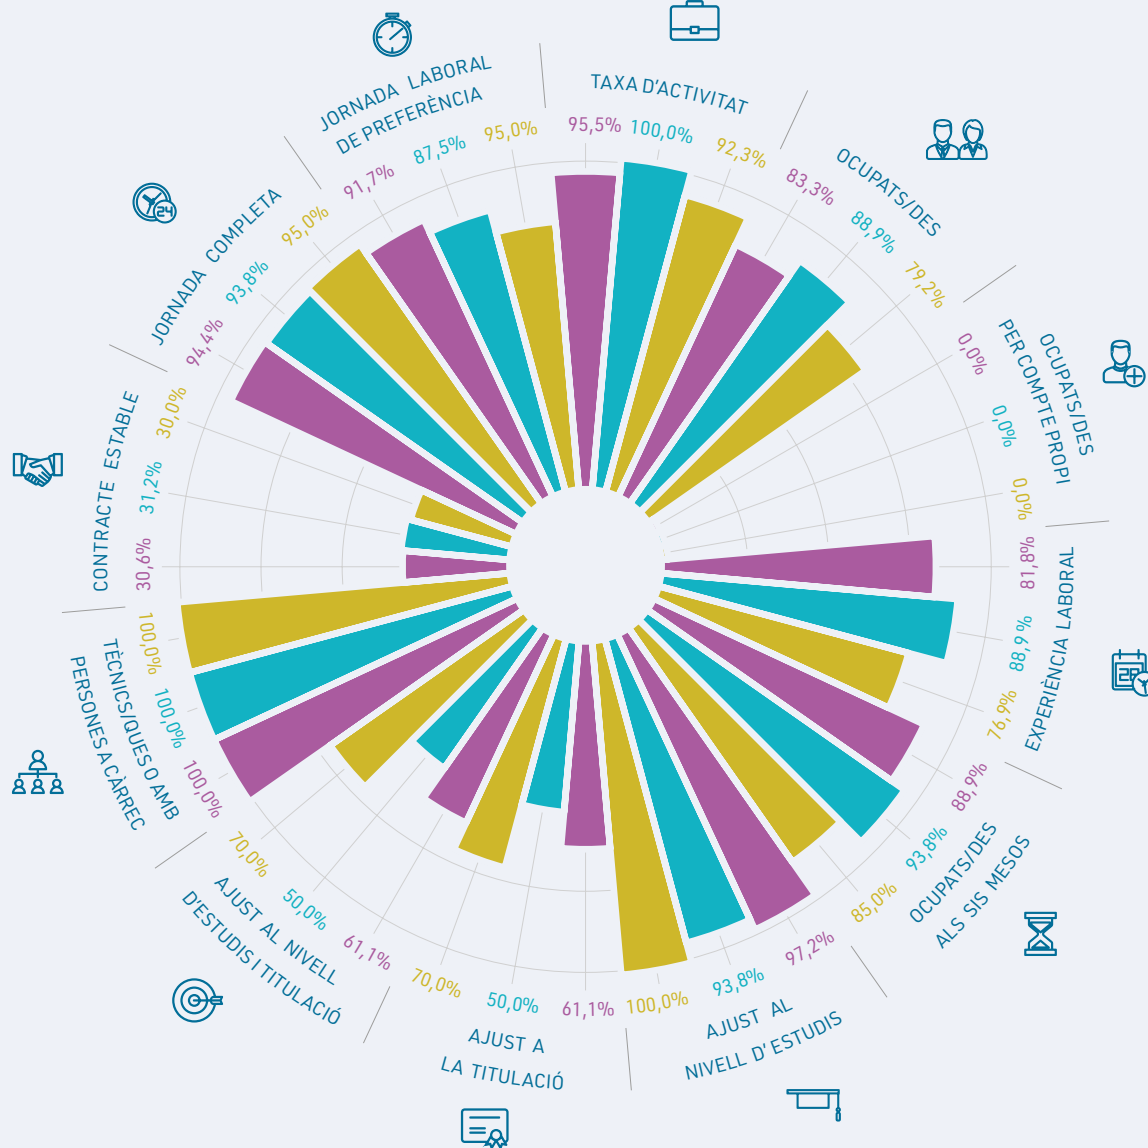 TAXA D'ACTIVITAT
95,5%
100,0%
92,3%
OCUPATS/DES
83,3%
88,9%
79,2%
OCUPATS/DES
PER COMPTE PROPI
0,0%
0,0%
0,0%
EXPERIÈNCIA LABORAL
81,8%
88,9 %
76,9%
OCUPATS/DES
ALS SIS MESOS
88,9%
93,8%
85,0%
AJUST AL
NIVELL D'ESTUDIS
97,2%
93,8%
100,0%
AJUST A
LA TITULACIÓ
61,1%
50,0%
70,0%
AJUST AL NIVELL
D'ESTUDIS I TITULACIÓ
61,1%
50,0%
70,0%
TÈCNICS/QUES O AMB
PERSONES A CÀRREC
100,0%
100,0%
100,0%
CONTRACTE ESTABLE
30,6%
31,2%
30,0%
JORNADA COMPLETA
94,4%
93,8%
95,0%
JORNADA LABORAL
DE PREFERÈNCIA
91,7%
87,5%
95,0%
24
28